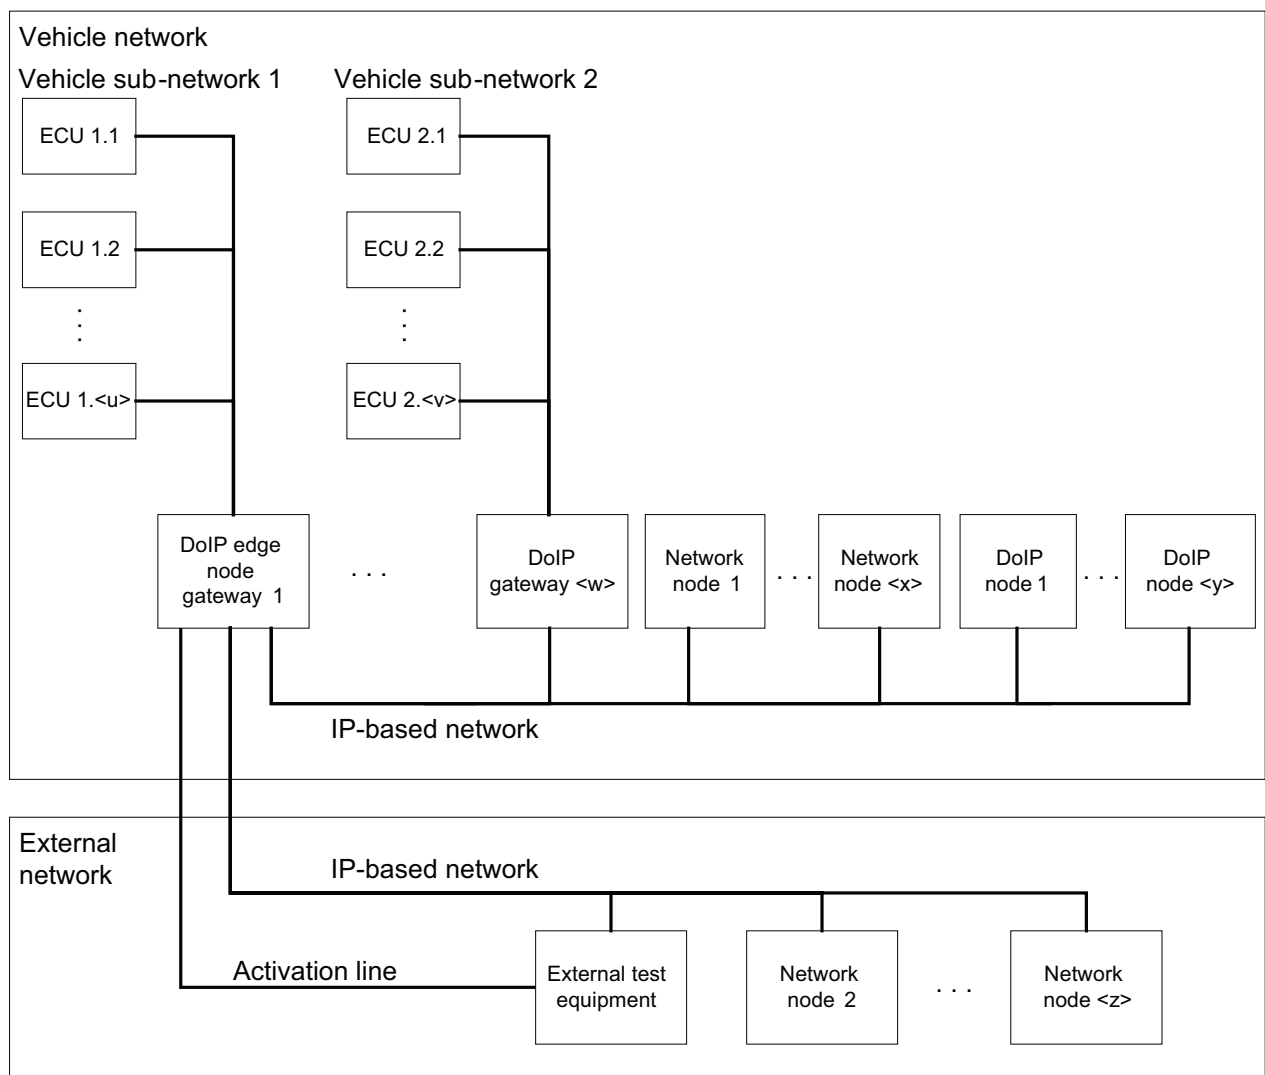 Vehicle network
Vehicle sub-network 1
Vehicle sub-network 2
ECU 1.1
ECU 2.1
ECU 1.2
ECU 2.2
.
.
.
.
.
.
ECU 1.<u>
ECU 2.<v>
DoIP edge
node
gateway 1
. . .
DoIP
gateway <w>
Network
node 1
. . .
Network
node <x>
DoIP
node 1
. . .
DoIP
node <y>
IP-based network
External
network
IP-based network
Activation line
External test
equipment
Network
node 2
. . .
Network
node <z>